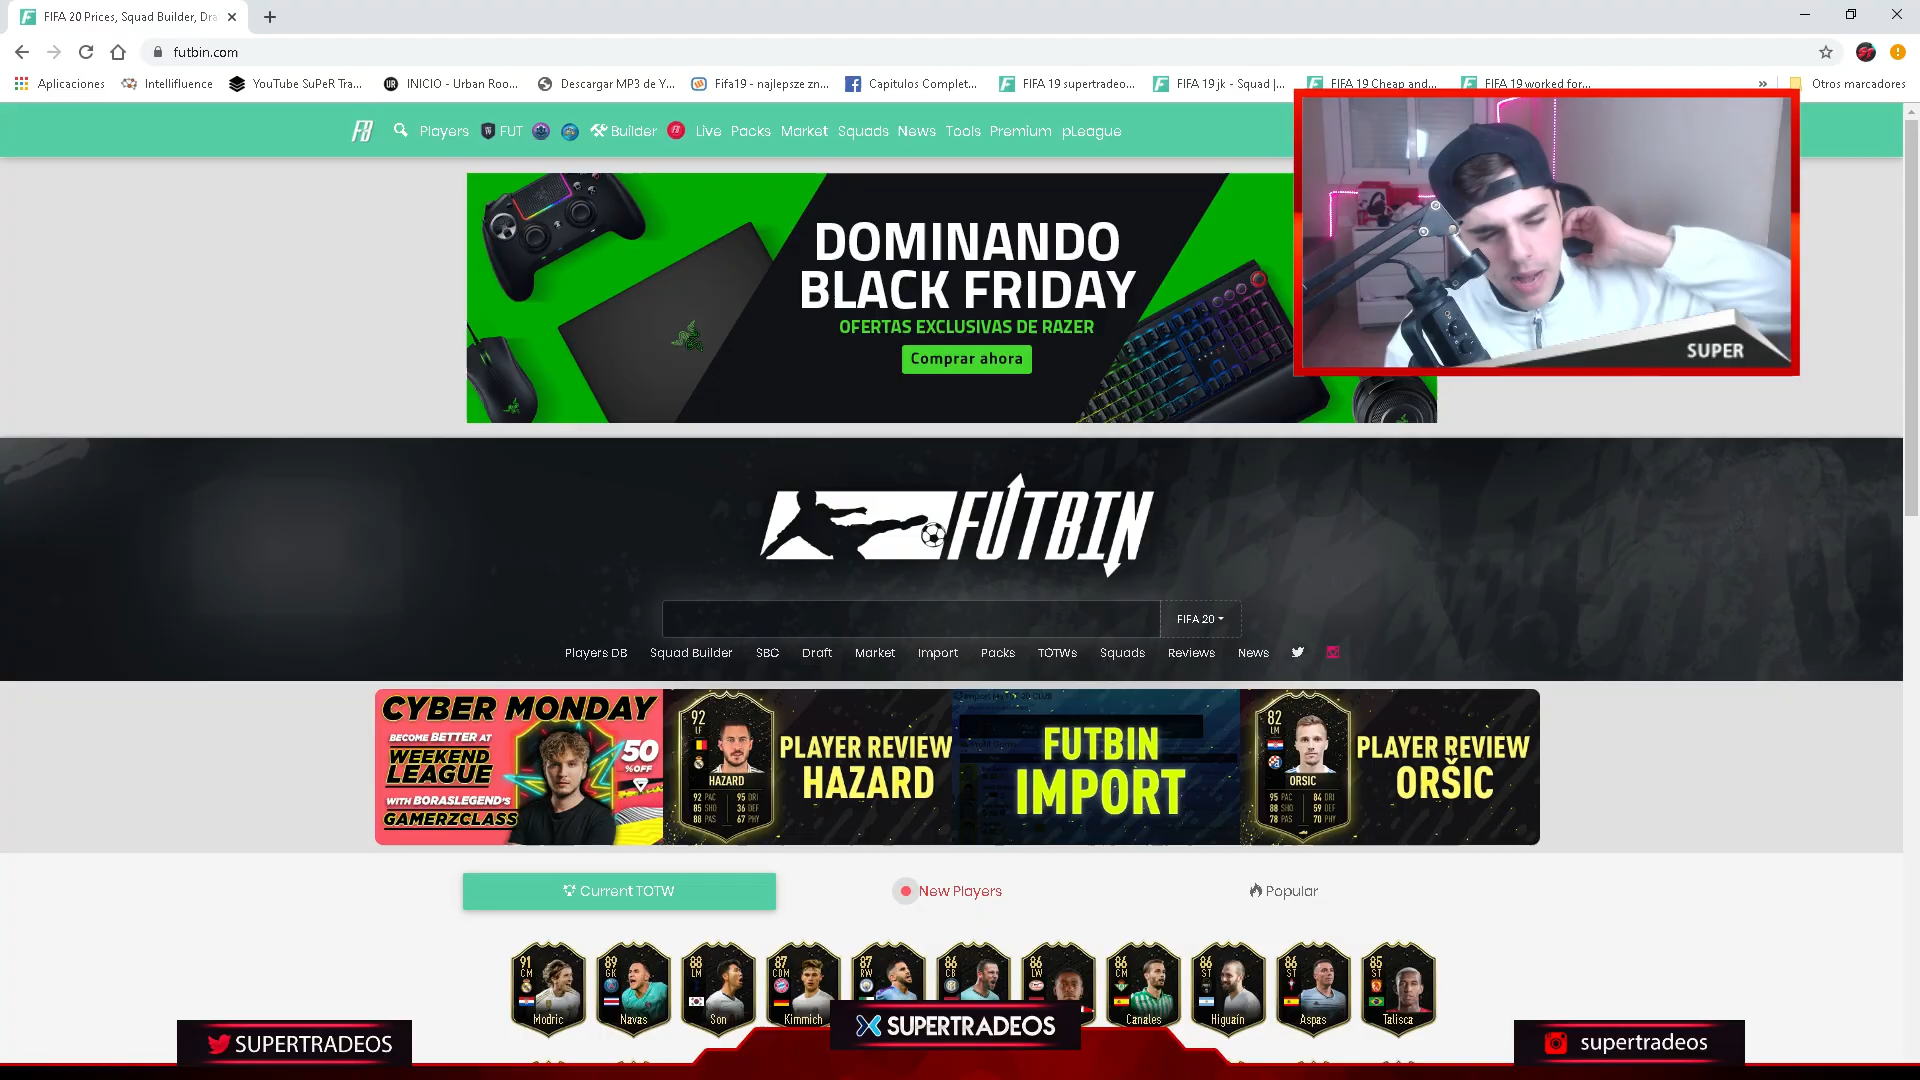 FIFA 20 Prices, Squad Builder, Dra
futbin.com
Aplicaciones Intellifluence YouTube SuPeR Tra... INICIO - Urban Roo... Descargar MP3 de Y... Fifa19 - najlepsze zn... Capitulos Complet... FIFA 19 supertradeo... FIFA 19 jk - Squad |... FIFA 19 Cheap and... FIFA 19 worked for... » Otros marcadores
FB Players FUT Builder Live Packs Market Squads News Tools Premium pLeague
DOMINANDO
BLACK FRIDAY
OFERTAS EXCLUSIVAS DE RAZER
Comprar ahora
SUPER
FUTBIN
FIFA 20
Players DB Squad Builder SBC Draft Market Import Packs TOTWs Squads Reviews News
CYBER MONDAY
BECOME BETTER AT
WEEKEND
LEAGUE
WITH BORASLEGEND'S
GAMERZCLASS
50
%OFF
92
LF
HAZARD
92 PAC 95 DRI
85 SHO 36 DEF
88 PAS 67 PHY
PLAYER REVIEW
HAZARD
FUTBIN
IMPORT
82
LM
ORSIC
95 PAC 84 DRI
88 SHO 59 DEF
78 PAS 70 PHY
PLAYER REVIEW
ORŠIC
Current TOTW New Players Popular
91 89 88 87 87 86 86 86 86 86 85
CM GK LM CDM RW CB LW CM ST ST ST
Modric Navas Son Kimmich Canales Higuaín Aspas Talisca
SUPERTRADEOS
SUPERTRADEOS
supertradeos